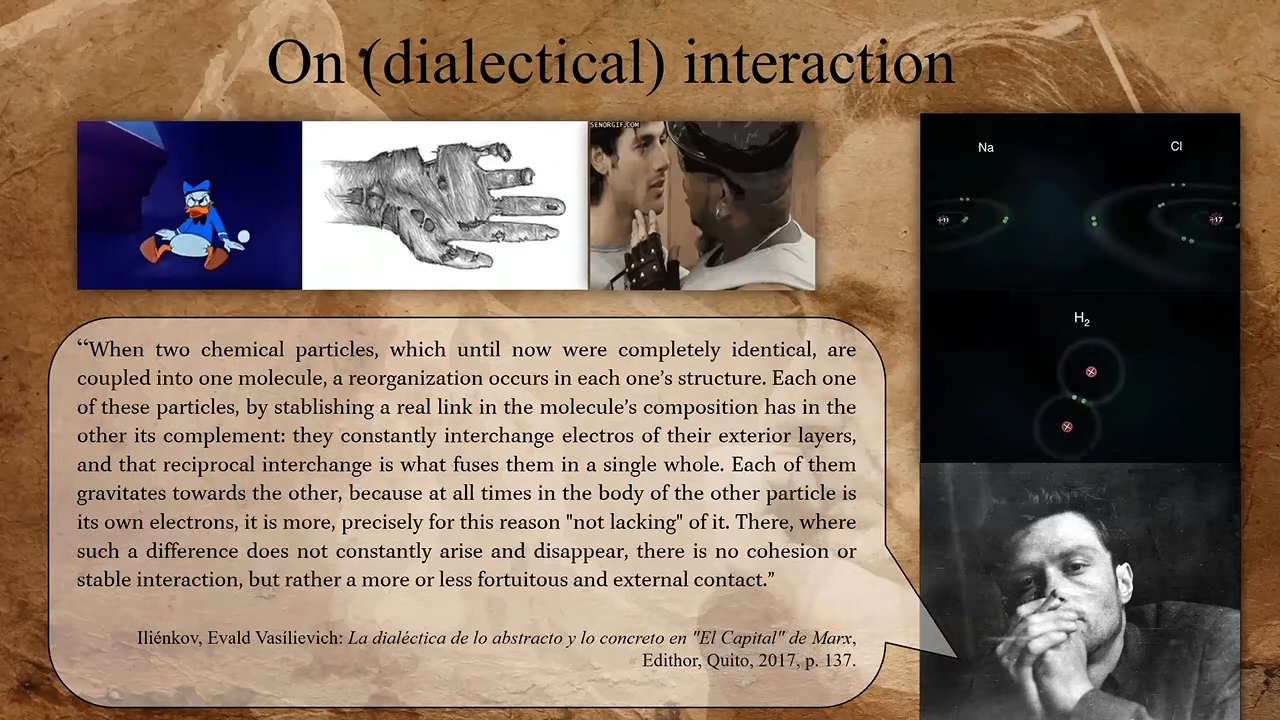 On (dialectical) interaction
SENORGIF.COM
Na
Cl
+11
+17
H2
“When two chemical particles, which until now were completely identical, are
coupled into one molecule, a reorganization occurs in each one’s structure. Each one
of these particles, by stablishing a real link in the molecule’s composition has in the
other its complement: they constantly interchange electros of their exterior layers,
and that reciprocal interchange is what fuses them in a single whole. Each of them
gravitates towards the other, because at all times in the body of the other particle is
its own electrons, it is more, precisely for this reason "not lacking" of it. There, where
such a difference does not constantly arise and disappear, there is no cohesion or
stable interaction, but rather a more or less fortuitous and external contact.”
Iliénkov, Evald Vasílievich: La dialéctica de lo abstracto y lo concreto en "El Capital" de Marx,
Edithor, Quito, 2017, p. 137.